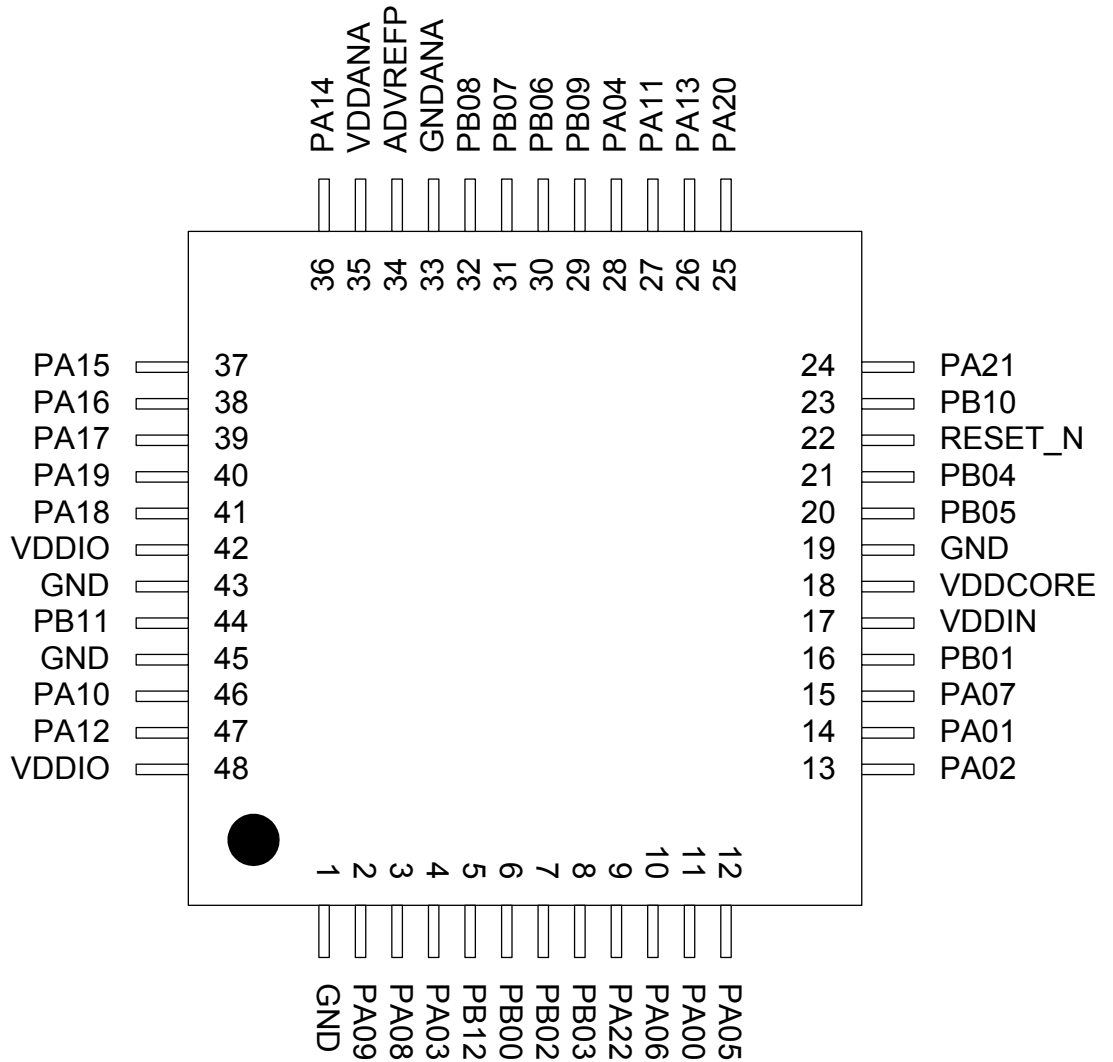 PA14
VDDANA
ADVREFP
GNDANA
PB08
PB07
PB06
PB09
PA04
PA11
PA13
PA20
36
35
34
33
32
31
30
29
28
27
26
25
PA15 37 24 PA21
PA16 38 23 PB10
PA17 39 22 RESET_N
PA19 40 21 PB04
PA18 41 20 PB05
VDDIO 42 19 GND
GND 43 18 VDDCORE
PB11 44 17 VDDIN
GND 45 16 PB01
PA10 46 15 PA07
PA12 47 14 PA01
VDDIO 48 13 PA02
1
2
3
4
5
6
7
8
9
10
11
12
GND
PA09
PA08
PA03
PB12
PB00
PB02
PB03
PA22
PA06
PA00
PA05